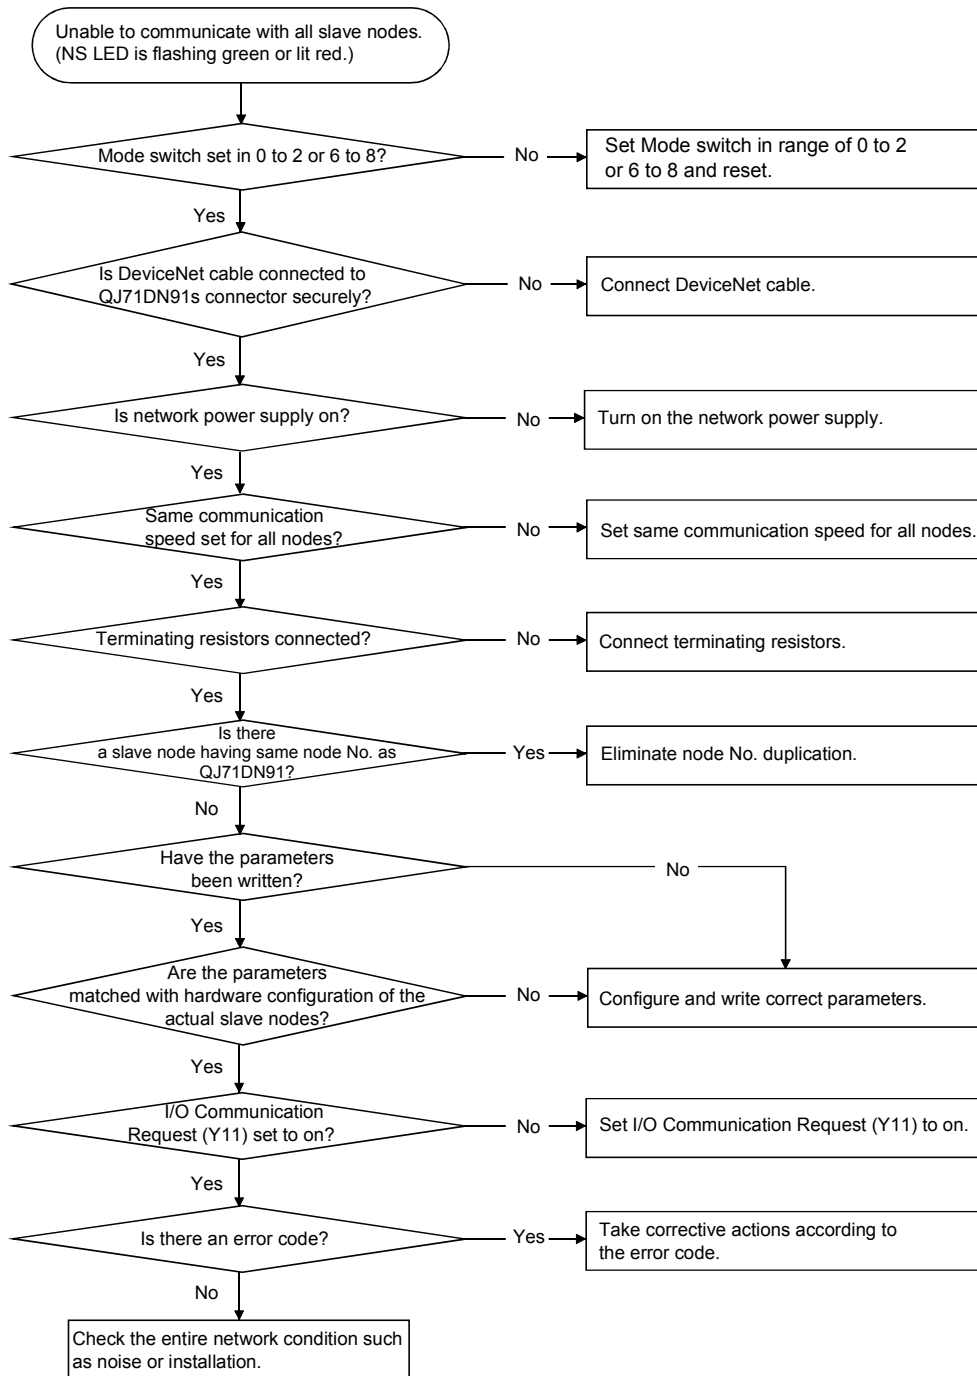 Unable to communicate with all slave nodes.
(NS LED is flashing green or lit red.)
Mode switch set in 0 to 2 or 6 to 8?
No
Set Mode switch in range of 0 to 2
or 6 to 8 and reset.
Yes
Is DeviceNet cable connected to
QJ71DN91s connector securely?
No
Connect DeviceNet cable.
Yes
Is network power supply on?
No
Turn on the network power supply.
Yes
Same communication
speed set for all nodes?
No
Set same communication speed for all nodes.
Yes
Terminating resistors connected?
No
Connect terminating resistors.
Yes
Is there
a slave node having same node No. as
QJ71DN91?
Yes
Eliminate node No. duplication.
No
Have the parameters
been written?
No
Yes
Are the parameters
matched with hardware configuration of the
actual slave nodes?
No
Configure and write correct parameters.
Yes
I/O Communication
Request (Y11) set to on?
No
Set I/O Communication Request (Y11) to on.
Yes
Is there an error code?
Yes
Take corrective actions according to
the error code.
No
Check the entire network condition such
as noise or installation.